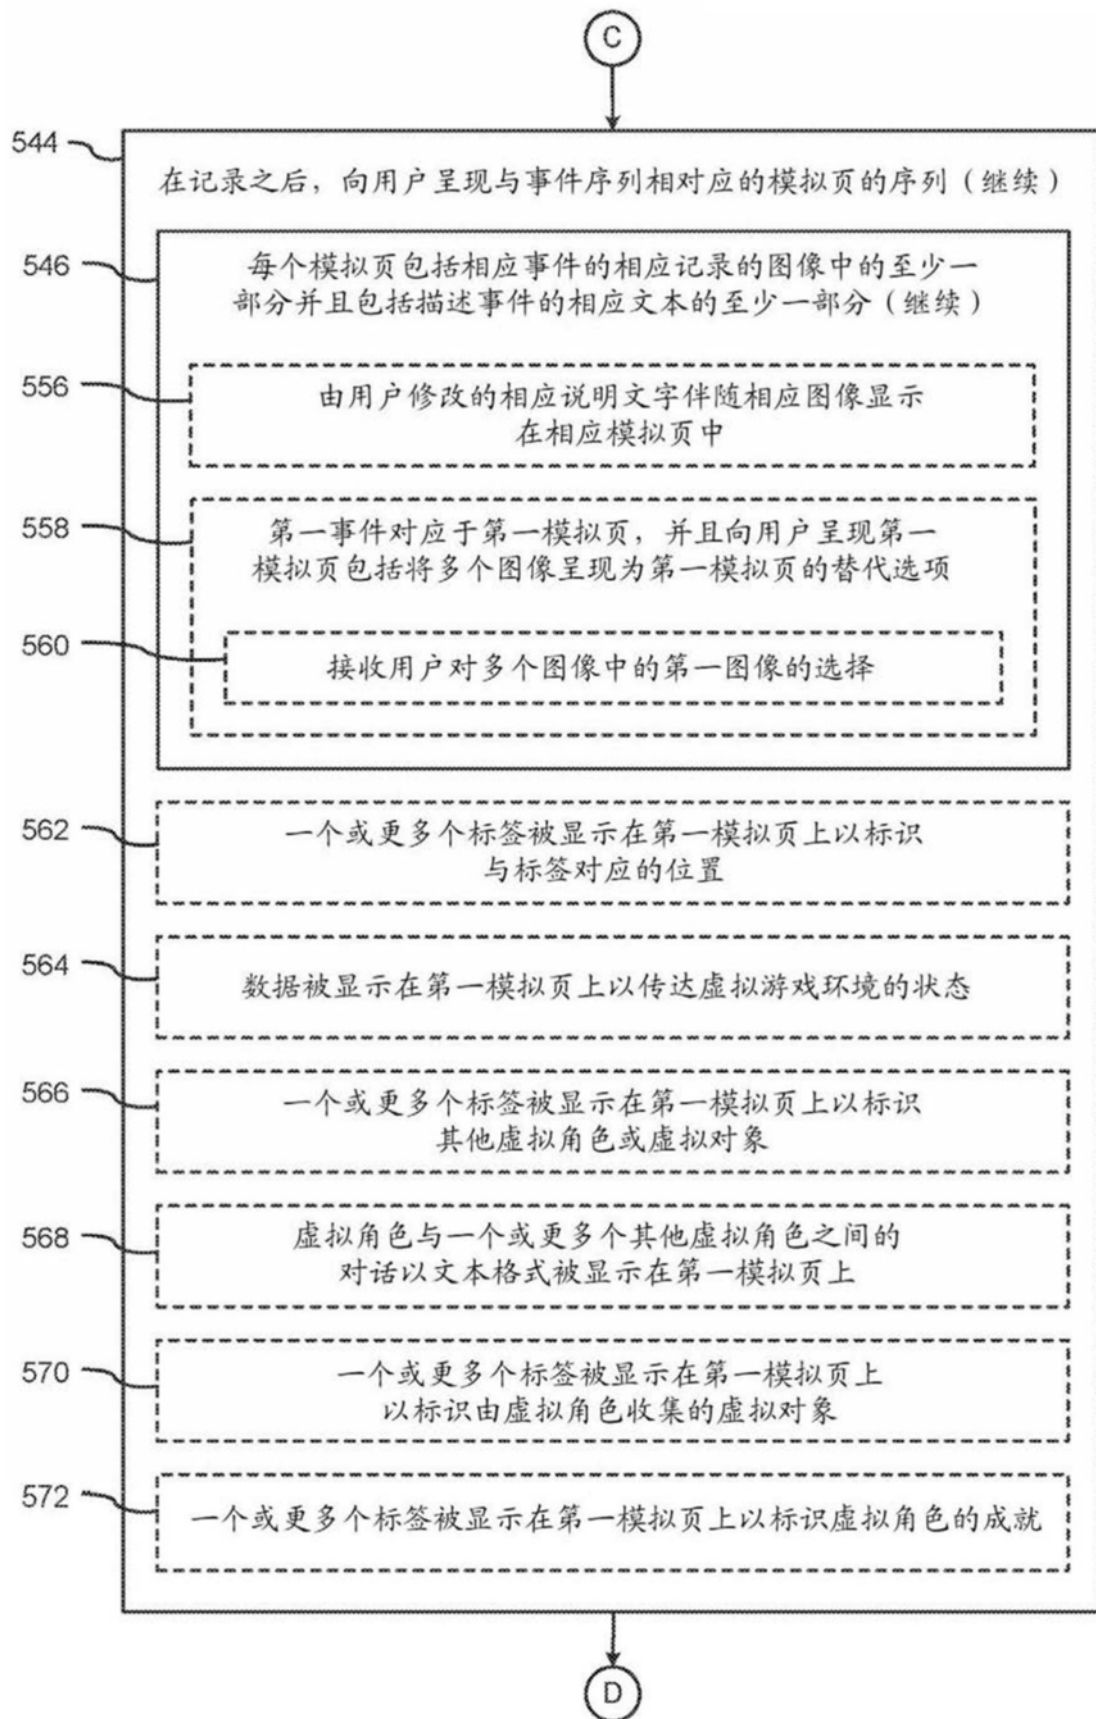 C
544
在记录之后，向用户呈现与事件序列相对应的模拟页的序列（继续）
546
每个模拟页包括相应事件的相应记录的图像中的至少一
部分并且包括描述事件的相应文本的至少一部分（继续）
556
由用户修改的相应说明文字伴随相应图像显示
在相应模拟页中
558
第一事件对应于第一模拟页，并且向用户呈现第一
模拟页包括将多个图像呈现为第一模拟页的替代选项
560
接收用户对多个图像中的第一图像的选择
562
一个或更多个标签被显示在第一模拟页上以标识
与标签对应的位置
564
数据被显示在第一模拟页上以传达虚拟游戏环境的状态
566
一个或更多个标签被显示在第一模拟页上以标识
其他虚拟角色或虚拟对象
568
虚拟角色与一个或更多个其他虚拟角色之间的
对话以文本格式被显示在第一模拟页上
570
一个或更多个标签被显示在第一模拟页上
以标识由虚拟角色收集的虚拟对象
572
一个或更多个标签被显示在第一模拟页上以标识虚拟角色的成就
D